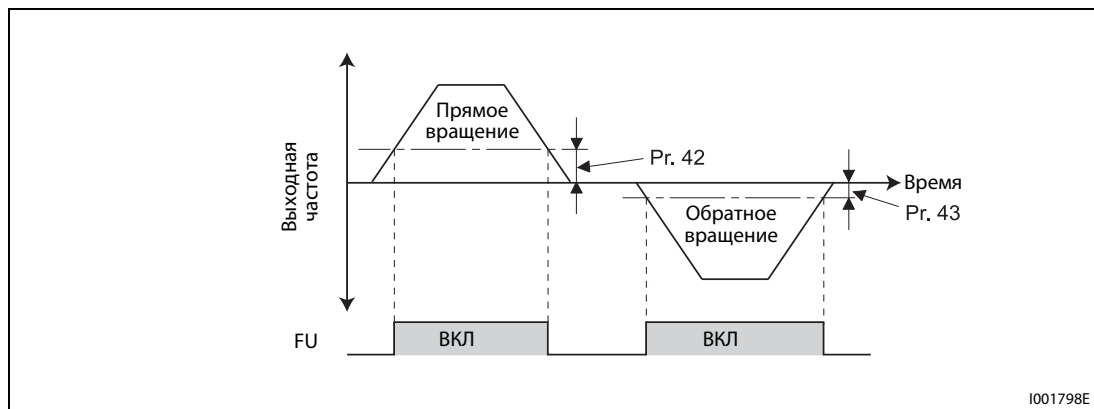 Выходная
частота
Прямое
вращение
Pr. 42
Время
Pr. 43
Обратное
вращение
FU
ВКЛ
ВКЛ
I001798E